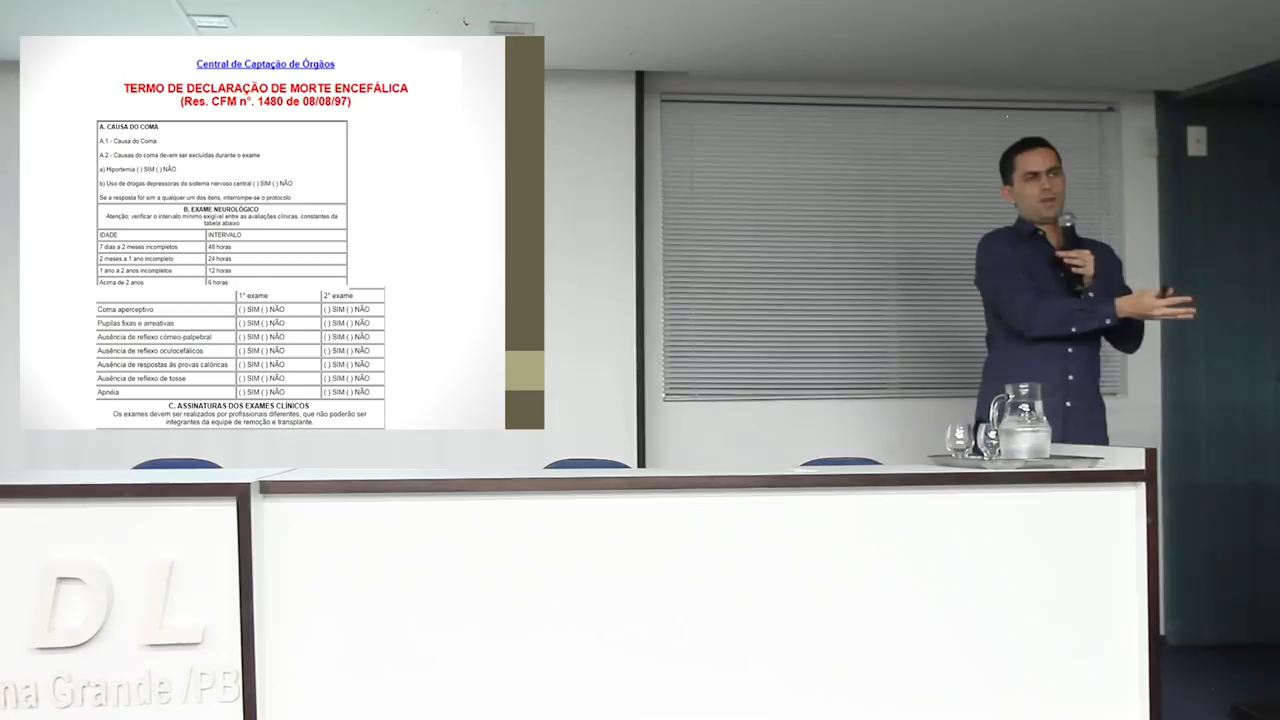 Central de Captação de Órgãos
TERMO DE DECLARAÇÃO DE MORTE ENCEFÁLICA
(Res. CFM n°. 1480 de 08/08/97)
A. CAUSA DO COMA
A.1 - Causa do Coma
A.2 - Causas do coma devem ser excluídas durante o exame
a) Hipotermia ( ) SIM ( ) NÃO
b) Uso de drogas depressoras do sistema nervoso central ( ) SIM ( ) NÃO
Se a resposta for sim a qualquer um dos itens, interrompe-se o protocolo
B. EXAME NEUROLÓGICO
Atenção: verificar o intervalo mínimo exigível entre as avaliações clínicas, constantes da
tabela abaixo
IDADE INTERVALO
7 dias a 2 meses incompletos 48 horas
2 meses a 1 ano incompleto 24 horas
1 ano a 2 anos incompletos 12 horas
Acima de 2 anos 6 horas
1° exame 2° exame
Coma aperceptivo ( ) SIM ( ) NÃO ( ) SIM ( ) NÃO
Pupilas fixas e arreativas ( ) SIM ( ) NÃO ( ) SIM ( ) NÃO
Ausência de reflexo córneo-palpebral ( ) SIM ( ) NÃO ( ) SIM ( ) NÃO
Ausência de reflexo oculocefálicos ( ) SIM ( ) NÃO ( ) SIM ( ) NÃO
Ausência de respostas às provas calóricas ( ) SIM ( ) NÃO ( ) SIM ( ) NÃO
Ausência de reflexo de tosse ( ) SIM ( ) NÃO ( ) SIM ( ) NÃO
Apnéia ( ) SIM ( ) NÃO ( ) SIM ( ) NÃO
C. ASSINATURAS DOS EXAMES CLÍNICOS
Os exames devem ser realizados por profissionais diferentes, que não poderão ser
integrantes da equipe de remoção e transplante.
D L
na Grande /PB